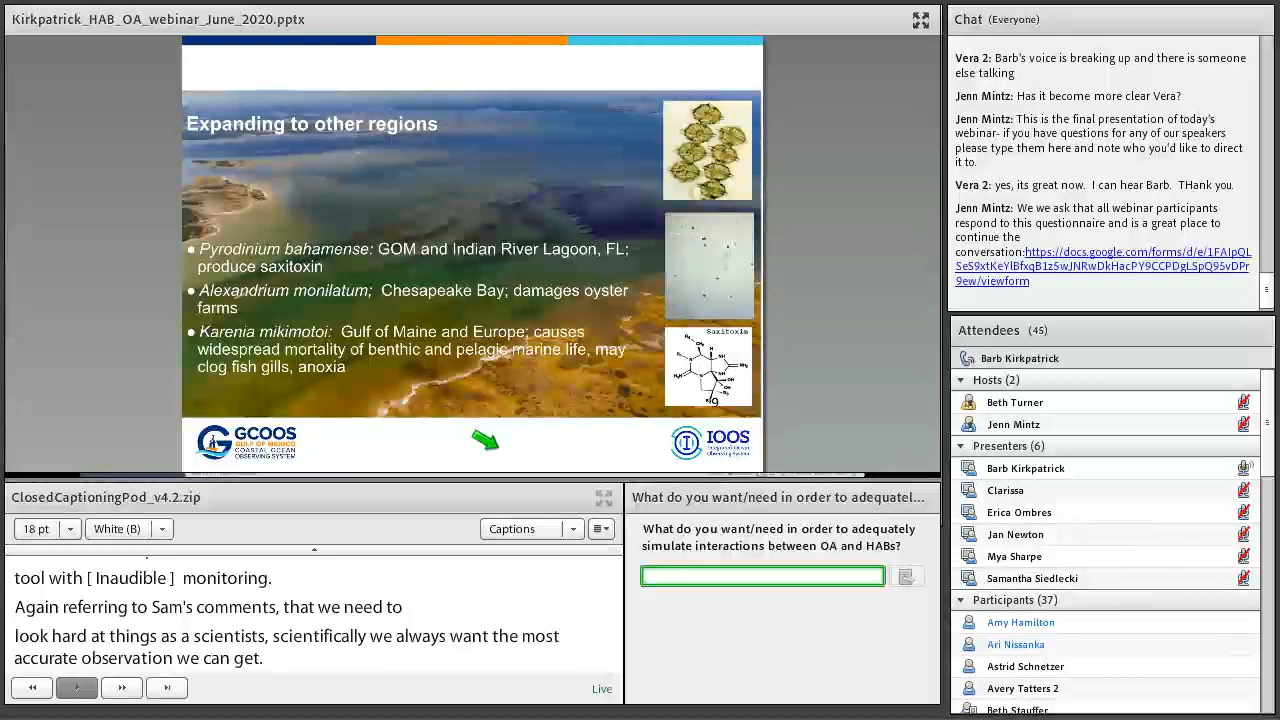 Kirkpatrick_HAB_OA_webinar_June_2020.pptx
Expanding to other regions
● Pyrodinium bahamense: GOM and Indian River Lagoon, FL;
produce saxitoxin
● Alexandrium monilatum; Chesapeake Bay; damages oyster
farms
● Karenia mikimotoi: Gulf of Maine and Europe; causes
widespread mortality of benthic and pelagic marine life, may
clog fish gills, anoxia
Saxitoxin
GCOOS
GULF OF MEXICO
COASTAL OCEAN
OBSERVING SYSTEM
IOOS
Integrated Ocean
Observing System
ClosedCaptioningPod_v4.2.zip
18 pt
White (B)
Captions
tool with [ Inaudible ] monitoring.
Again referring to Sam's comments, that we need to
look hard at things as a scientists, scientifically we always want the most
accurate observation we can get.
Live
What do you want/need in order to adequatel...
What do you want/need in order to adequately
simulate interactions between OA and HABs?
Chat (Everyone)
Vera 2: Barb's voice is breaking up and there is someone
else talking
Jenn Mintz: Has it become more clear Vera?
Jenn Mintz: This is the final presentation of today's
webinar- if you have questions for any of our speakers
please type them here and note who you'd like to direct
it to.
Vera 2: yes, its great now. I can hear Barb. THank you.
Jenn Mintz: We we ask that all webinar participants
respond to this questionnaire and is a great place to
continue the
conversation:https://docs.google.com/forms/d/e/1FAIpQL
SeS9xtKeYlBfxqB1z5wJNRwDkHacPY9CCPDgLSpQ95vDPr
9ew/viewform
Attendees (45)
Barb Kirkpatrick
Hosts (2)
Beth Turner
Jenn Mintz
Presenters (6)
Barb Kirkpatrick
Clarissa
Erica Ombres
Jan Newton
Mya Sharpe
Samantha Siedlecki
Participants (37)
Amy Hamilton
Ari Nissanka
Astrid Schnetzer
Avery Tatters 2
Beth Stauffer